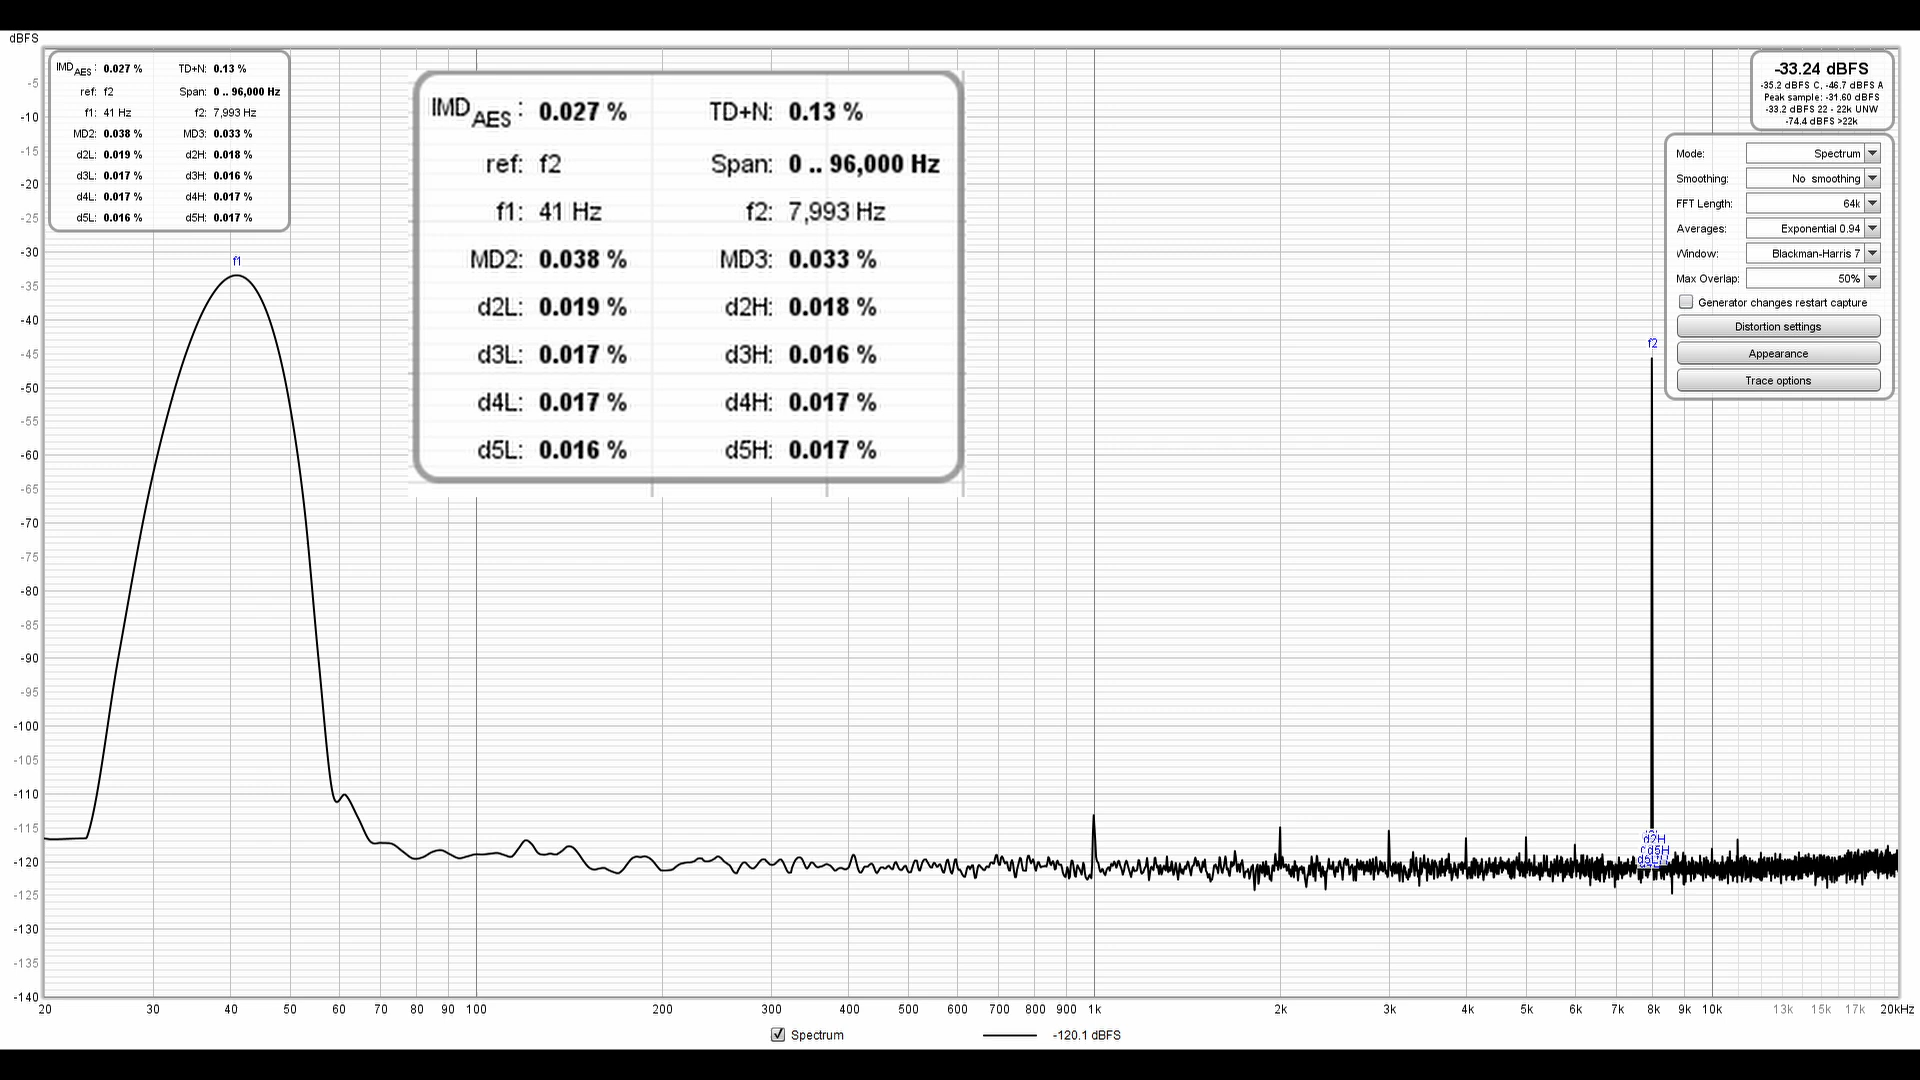 dBFS
IMD AES : 0.027 % TD+N: 0.13 %
ref: f2 Span: 0 .. 96,000 Hz
f1: 41 Hz f2: 7,993 Hz
MD2: 0.038 % MD3: 0.033 %
d2L: 0.019 % d2H: 0.018 %
d3L: 0.017 % d3H: 0.016 %
d4L: 0.017 % d4H: 0.017 %
d5L: 0.016 % d5H: 0.017 %
IMD AES : 0.027 % TD+N: 0.13 %
ref: f2 Span: 0 .. 96,000 Hz
f1: 41 Hz f2: 7,993 Hz
MD2: 0.038 % MD3: 0.033 %
d2L: 0.019 % d2H: 0.018 %
d3L: 0.017 % d3H: 0.016 %
d4L: 0.017 % d4H: 0.017 %
d5L: 0.016 % d5H: 0.017 %
-33.24 dBFS
-35.2 dBFS C, -46.7 dBFS A
Peak sample: -31.60 dBFS
-33.2 dBFS 22 - 22k UNW
-74.4 dBFS >22k
Mode: Spectrum
Smoothing: No smoothing
FFT Length: 64k
Averages: Exponential 0.94
Window: Blackman-Harris 7
Max Overlap: 50%
Generator changes restart capture
Distortion settings
Appearance
Trace options
-5
-10
-15
-20
-25
-30
-35
-40
-45
-50
-55
-60
-65
-70
-75
-80
-85
-90
-95
-100
-105
-110
-115
-120
-125
-130
-135
-140
f1
f2
d2H
d5H
20 30 40 50 60 70 80 90 100 200 300 400 500 600 700 800 900 1k 2k 3k 4k 5k 6k 7k 8k 9k 10k 13k 15k 17k 20kHz
Spectrum -120.1 dBFS